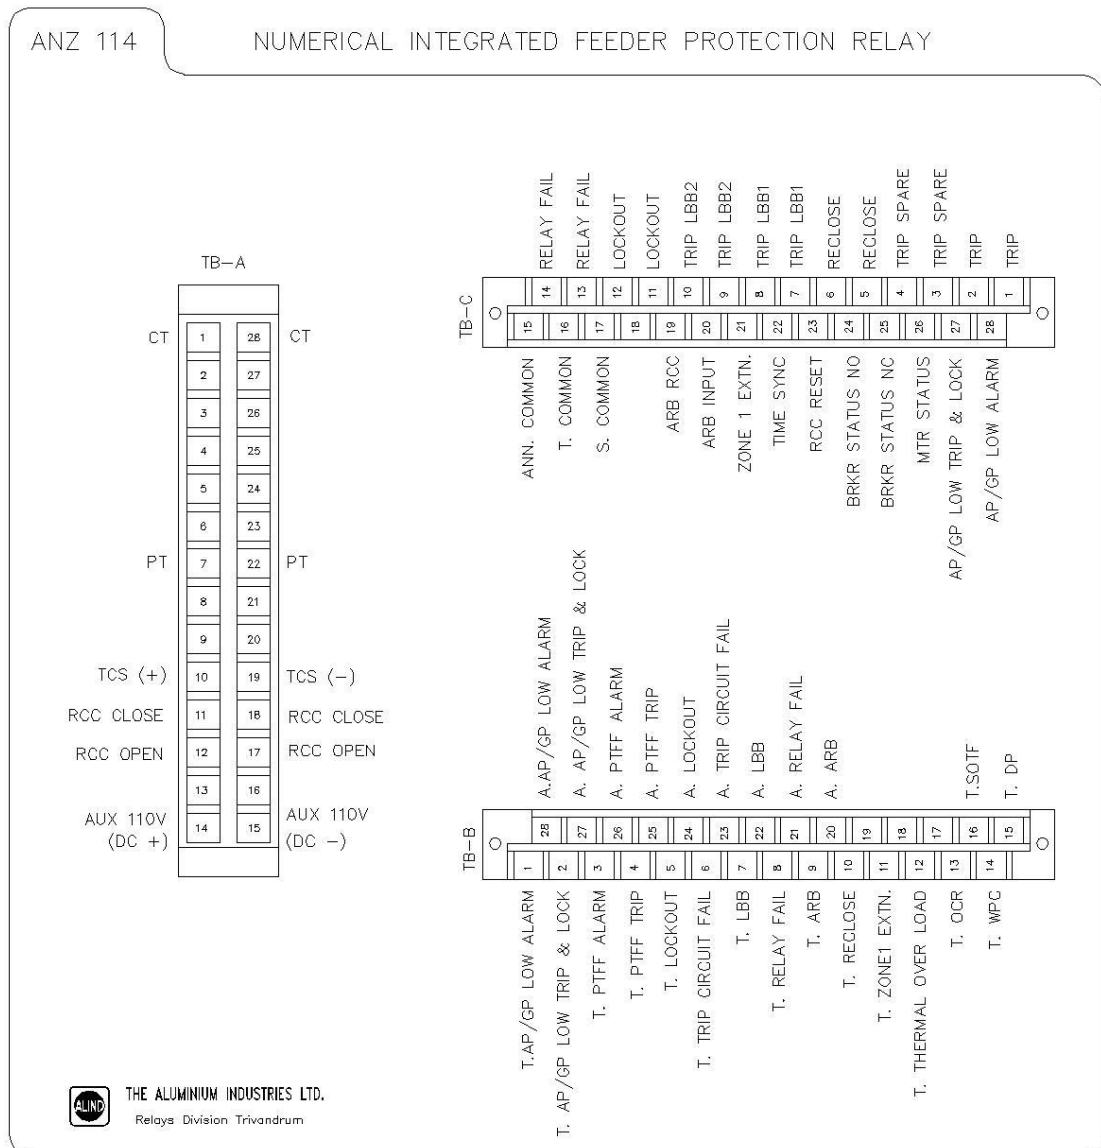 ANZ 114
NUMERICAL INTEGRATED FEEDER PROTECTION RELAY
TB-A
CT 1 28 CT
2 27
3 26
4 25
5 24
6 23
PT 7 22 PT
8 21
9 20
TCS (+) 10 19 TCS (-)
RCC CLOSE 11 18 RCC CLOSE
RCC OPEN 12 17 RCC OPEN
13 16
AUX 110V (DC +) 14 15 AUX 110V (DC -)
TB-C
RELAY FAIL
RELAY FAIL
LOCKOUT
LOCKOUT
TRIP LBB2
TRIP LBB2
TRIP LBB1
TRIP LBB1
RECLOSE
RECLOSE
TRIP SPARE
TRIP SPARE
TRIP
TRIP
14 13 12 11 10 9 8 7 6 5 4 3 2 1
15 16 17 18 19 20 21 22 23 24 25 26 27 28
ANN. COMMON
T. COMMON
S. COMMON
ARB RCC
ARB INPUT
ZONE 1 EXTN.
TIME SYNC
RCC RESET
BRKR STATUS NO
BRKR STATUS NC
MTR STATUS
AP/GP LOW TRIP & LOCK
AP/GP LOW ALARM
TB-B
A.AP/GP LOW ALARM
A. AP/GP LOW TRIP & LOCK
A. PTFF ALARM
A. PTFF TRIP
A. LOCKOUT
A. TRIP CIRCUIT FAIL
A. LBB
A. RELAY FAIL
A. ARB
T.SOTF
T. DP
28 27 26 25 24 23 22 21 20 19 18 17 16 15
1 2 3 4 5 6 7 8 9 10 11 12 13 14
T.AP/GP LOW ALARM
T. AP/GP LOW TRIP & LOCK
T. PTFF ALARM
T. PTFF TRIP
T. LOCKOUT
T. TRIP CIRCUIT FAIL
T. LBB
T. RELAY FAIL
T. ARB
T. RECLOSE
T. ZONE1 EXTN.
T. THERMAL OVER LOAD
T. OCR
T. WPC
ALIND
THE ALUMINIUM INDUSTRIES LTD.
Relays Division Trivandrum